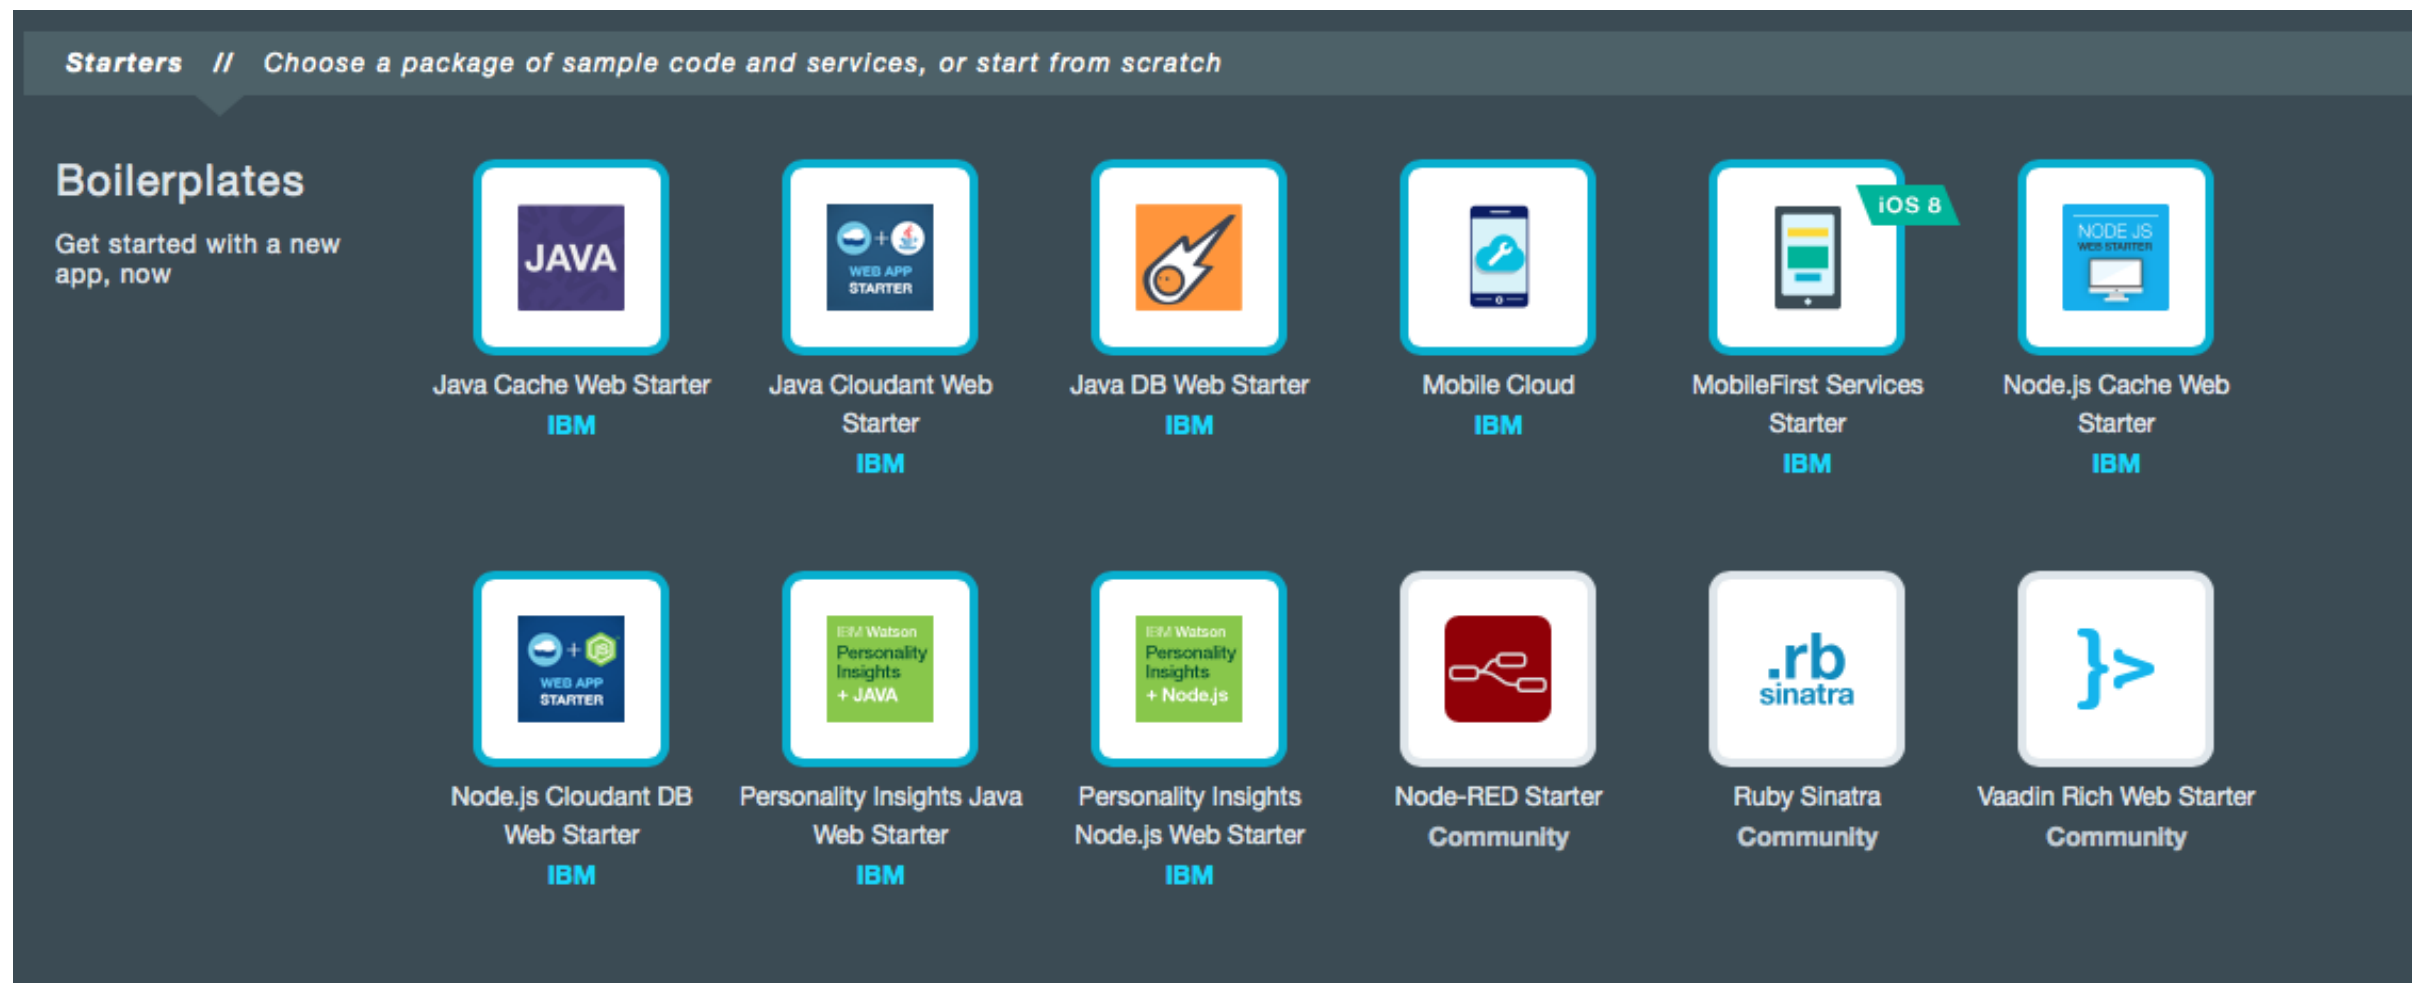 Starters // Choose a package of sample code and services, or start from scratch
Boilerplates
Get started with a new
app, now
JAVA
Java Cache Web Starter
IBM
+
WEB APP
STARTER
Java Cloudant Web
Starter
IBM
Java DB Web Starter
IBM
Mobile Cloud
IBM
iOS 8
MobileFirst Services
Starter
IBM
NODE JS
WEB STARTER
Node.js Cache Web
Starter
IBM
+ JS
WEB APP
STARTER
Node.js Cloudant DB
Web Starter
IBM
IBM Watson
Personality
Insights
+ JAVA
Personality Insights Java
Web Starter
IBM
IBM Watson
Personality
Insights
+ Node.js
Personality Insights
Node.js Web Starter
IBM
Node-RED Starter
Community
.rb
sinatra
Ruby Sinatra
Community
}>
Vaadin Rich Web Starter
Community